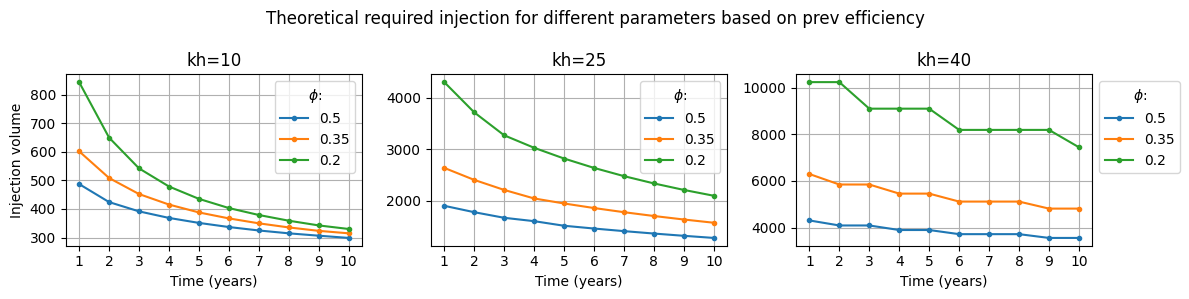 Theoretical required injection for different parameters based on prev efficiency
kh=10
Injection volume
800
700
600
500
400
300
1 2 3 4 5 6 7 8 9 10
Time (years)
ϕ:
0.5
0.35
0.2
kh=25
4000
3000
2000
1 2 3 4 5 6 7 8 9 10
Time (years)
ϕ:
0.5
0.35
0.2
kh=40
10000
8000
6000
4000
1 2 3 4 5 6 7 8 9 10
Time (years)
ϕ:
0.5
0.35
0.2